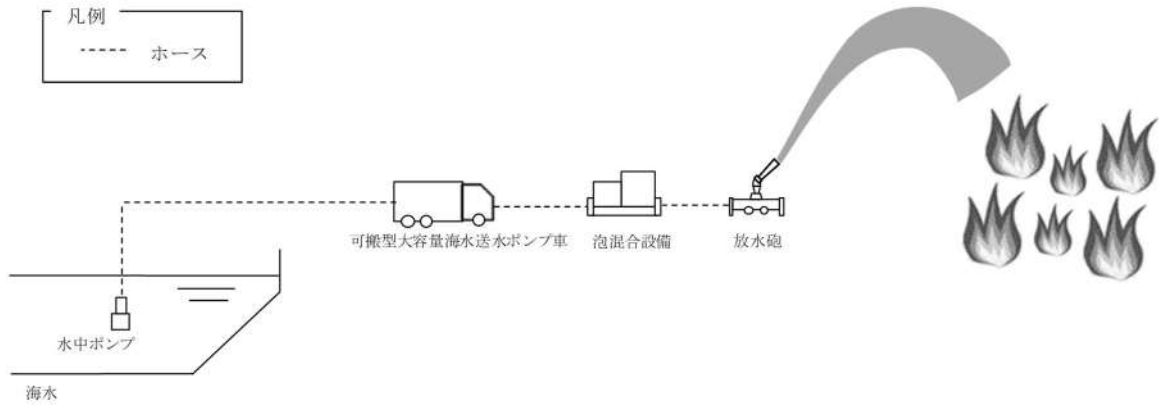 凡例
ホース
可搬型大容量海水送水ポンプ車
泡混合設備
放水砲
水中ポンプ
海水